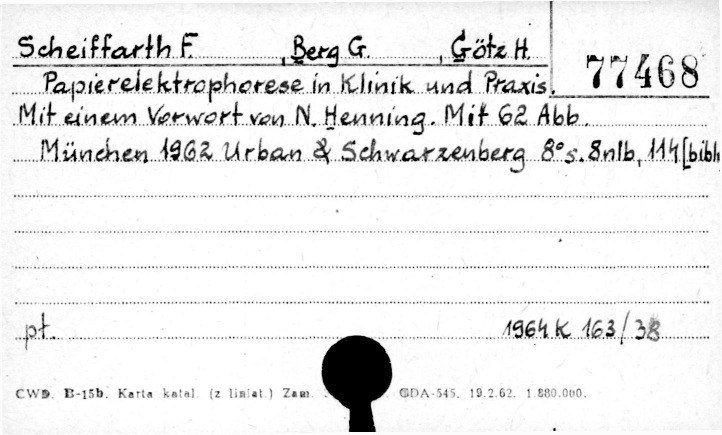 Scheiffarth F. , Berg G. , Götz H.
77468
Papierelektrophorese in Klinik und Praxis.
Mit einem Vorwort von N. Henning. Mit 62 Abb.
München 1962 Urban & Schwarzenberg 8° s. 8nlb, 114 [bibl
pł. 1964 K 163/38
CWD. B-15b. Karta katal. (z liniat.) Zam. GDA-545. 19.2.62. 1.880.000.